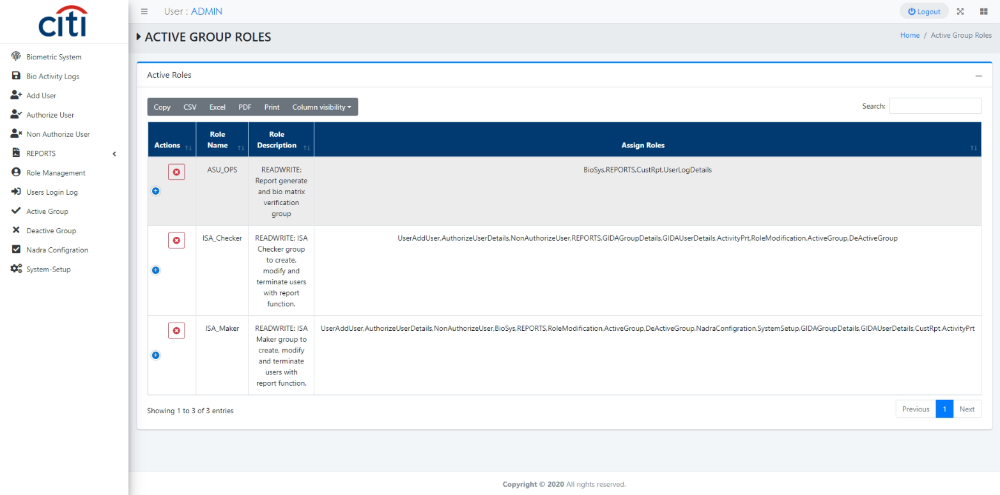 citi
User : ADMIN
Logout
ACTIVE GROUP ROLES
Home / Active Group Roles
Biometric System
Bio Activity Logs
Add User
Authorize User
Non Authorize User
REPORTS
Role Management
Users Login Log
Active Group
Deactive Group
Nadra Configration
System-Setup
Active Roles
Copy CSV Excel PDF Print Column visibility
Search:
Actions
Role
Name
Role
Description
Assign Roles
ASU_OPS
READWRITE:
Report generate
and bio matrix
verification
group
BioSys,REPORTS,CustRpt,UserLogDetails
ISA_Checker
READWRITE: ISA
Checker group
to create,
modify and
terminate users
with report
function.
UserAddUser,AuthorizeUserDetails,NonAuthorizeUser,REPORTS,GIDAGroupDetails,GIDAUserDetails,ActivityPrt,RoleModification,ActiveGroup,DeActiveGroup
ISA_Maker
READWRITE: ISA
Maker group to
create, modify
and terminate
users with
report function.
UserAddUser,AuthorizeUserDetails,NonAuthorizeUser,BioSys,REPORTS,RoleModification,ActiveGroup,DeActiveGroup,NadraConfigration,SystemSetup,GIDAGroupDetails,GIDAUserDetails,CustRpt,ActivityPrt
Showing 1 to 3 of 3 entries
Previous 1 Next
Copyright © 2020 All rights reserved.